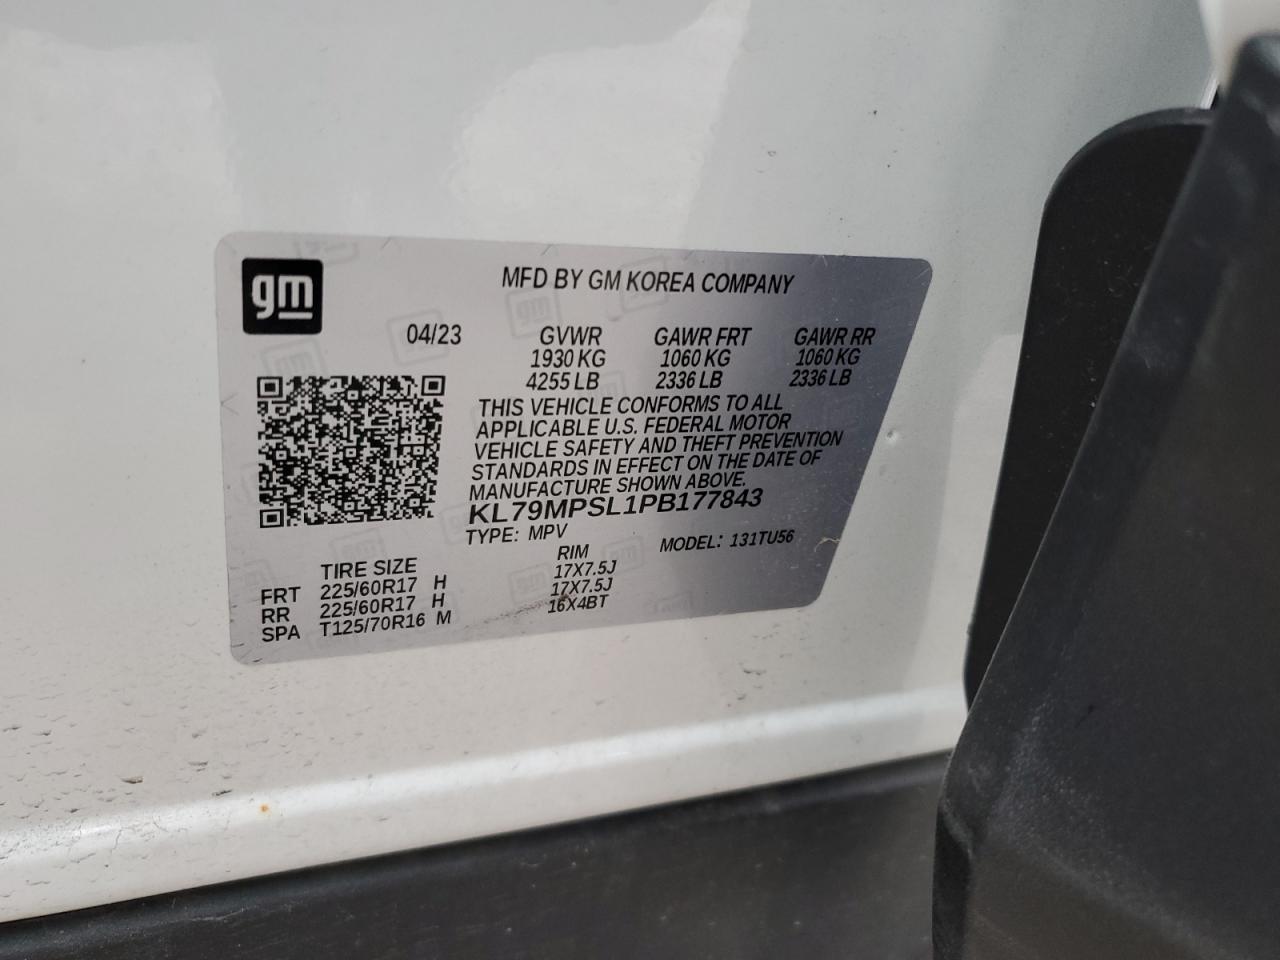 gm
MFD BY GM KOREA COMPANY
04/23 GVWR GAWR FRT GAWR RR
1930 KG 1060 KG 1060 KG
4255 LB 2336 LB 2336 LB
THIS VEHICLE CONFORMS TO ALL
APPLICABLE U.S. FEDERAL MOTOR
VEHICLE SAFETY AND THEFT PREVENTION
STANDARDS IN EFFECT ON THE DATE OF
MANUFACTURE SHOWN ABOVE.
KL79MPSL1PB177843
TYPE: MPV MODEL: 131TU56
TIRE SIZE RIM
FRT 225/60R17 H 17X7.5J
RR 225/60R17 H 17X7.5J
SPA T125/70R16 M 16X4BT